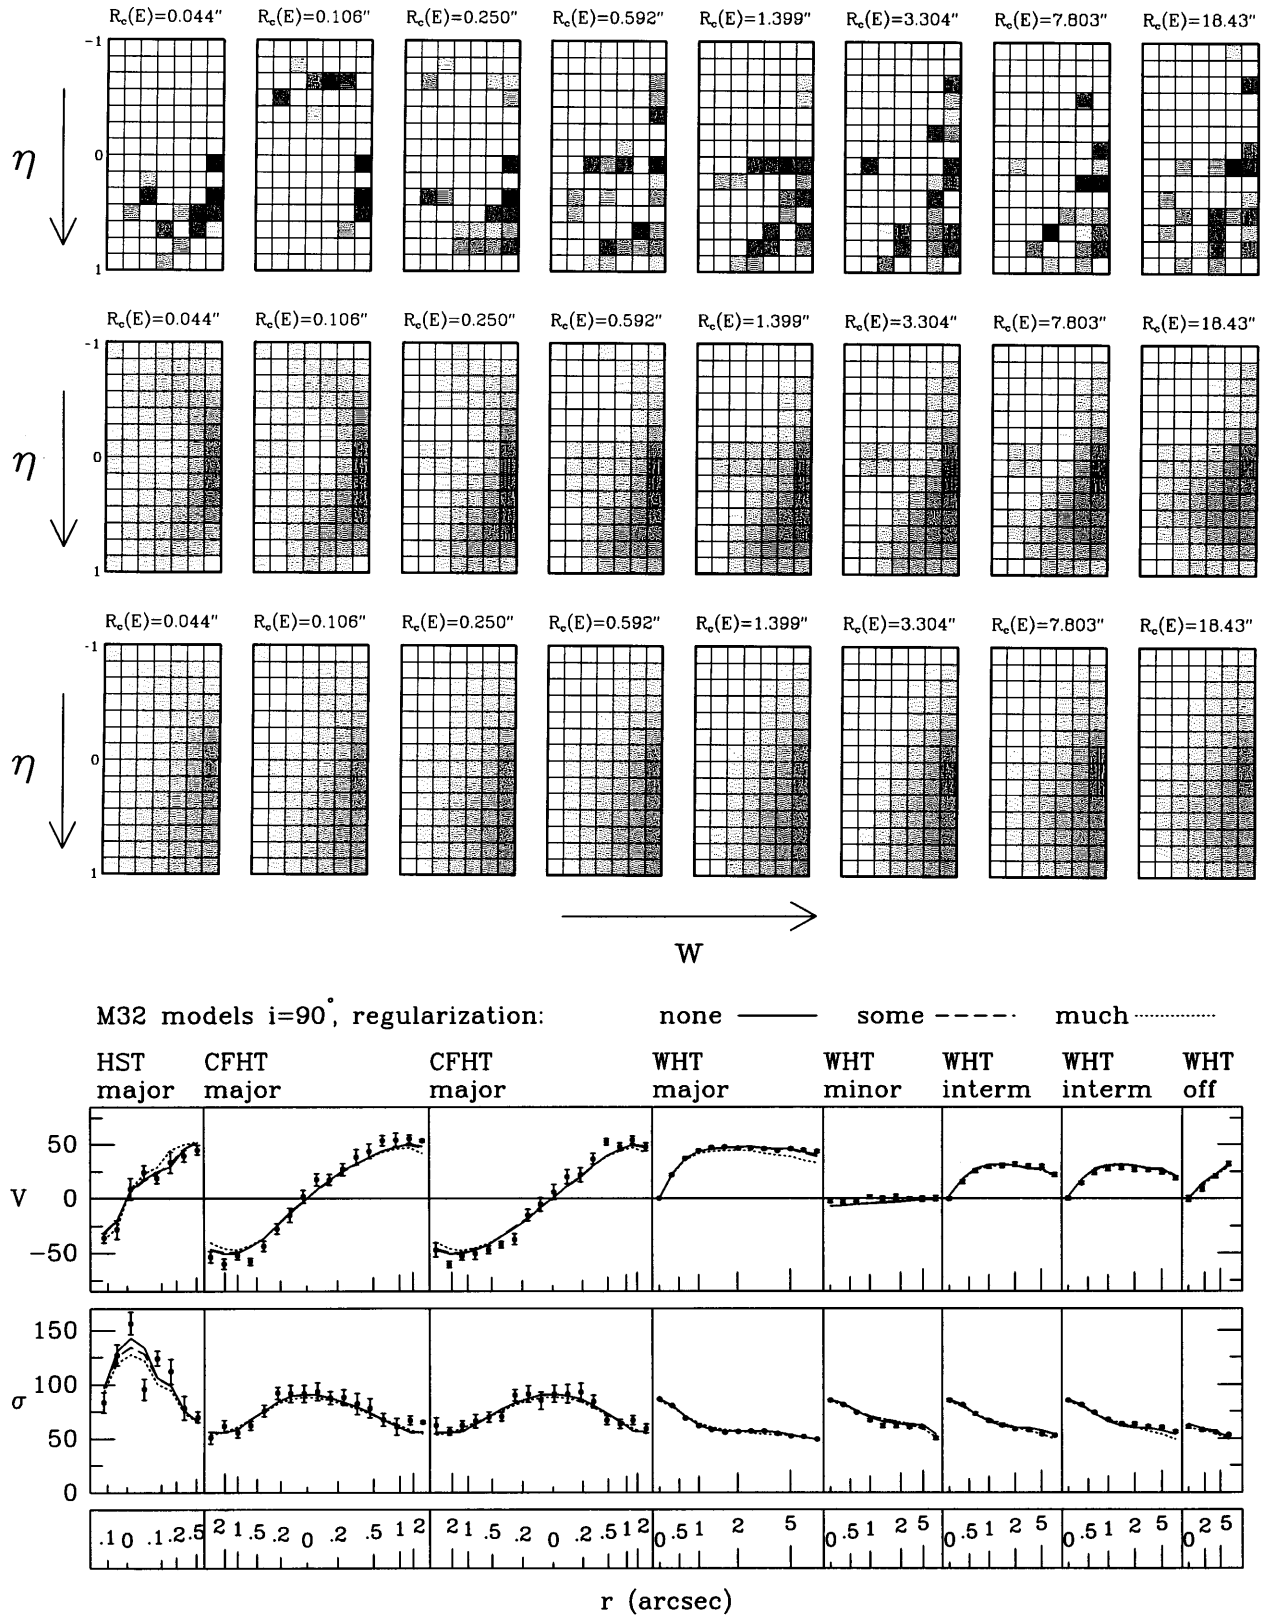 R_c(E)=0.044″ R_c(E)=0.106″ R_c(E)=0.250″ R_c(E)=0.592″ R_c(E)=1.399″ R_c(E)=3.304″ R_c(E)=7.803″ R_c(E)=18.43″
-1
η
0
1
R_c(E)=0.044″ R_c(E)=0.106″ R_c(E)=0.250″ R_c(E)=0.592″ R_c(E)=1.399″ R_c(E)=3.304″ R_c(E)=7.803″ R_c(E)=18.43″
-1
η
0
1
R_c(E)=0.044″ R_c(E)=0.106″ R_c(E)=0.250″ R_c(E)=0.592″ R_c(E)=1.399″ R_c(E)=3.304″ R_c(E)=7.803″ R_c(E)=18.43″
-1
η
0
1
w
M32 models i=90°, regularization: none some much
HST CFHT CFHT WHT WHT WHT WHT WHT
major major major major minor interm interm off
50
V 0
−50
150
100
σ
50
0
.1 0 .1 .2 .5 2 1 .5 .2 0 .2 .5 1 2 2 1 .5 .2 0 .2 .5 1 2 0 .5 1 2 5 0 .5 1 2 5 0 .5 1 2 5 0 .5 1 2 5 0 2 5
r (arcsec)